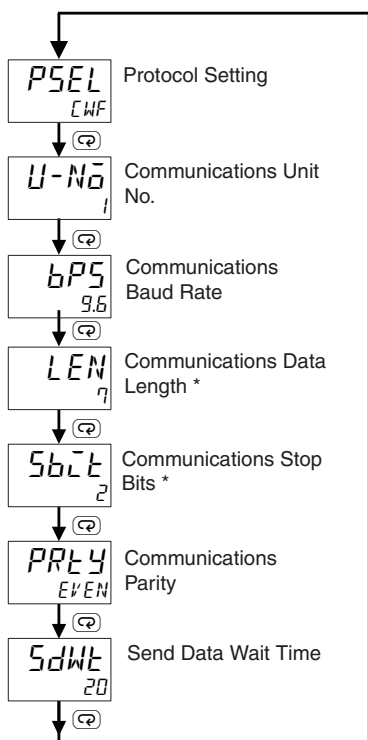 PSEL
CWF
Protocol Setting
U-No
1
Communications Unit
No.
bPS
9.6
Communications
Baud Rate
LEN
7
Communications Data
Length *
SbIt
2
Communications Stop
Bits *
PRtY
EVEN
Communications
Parity
SdWt
20
Send Data Wait Time